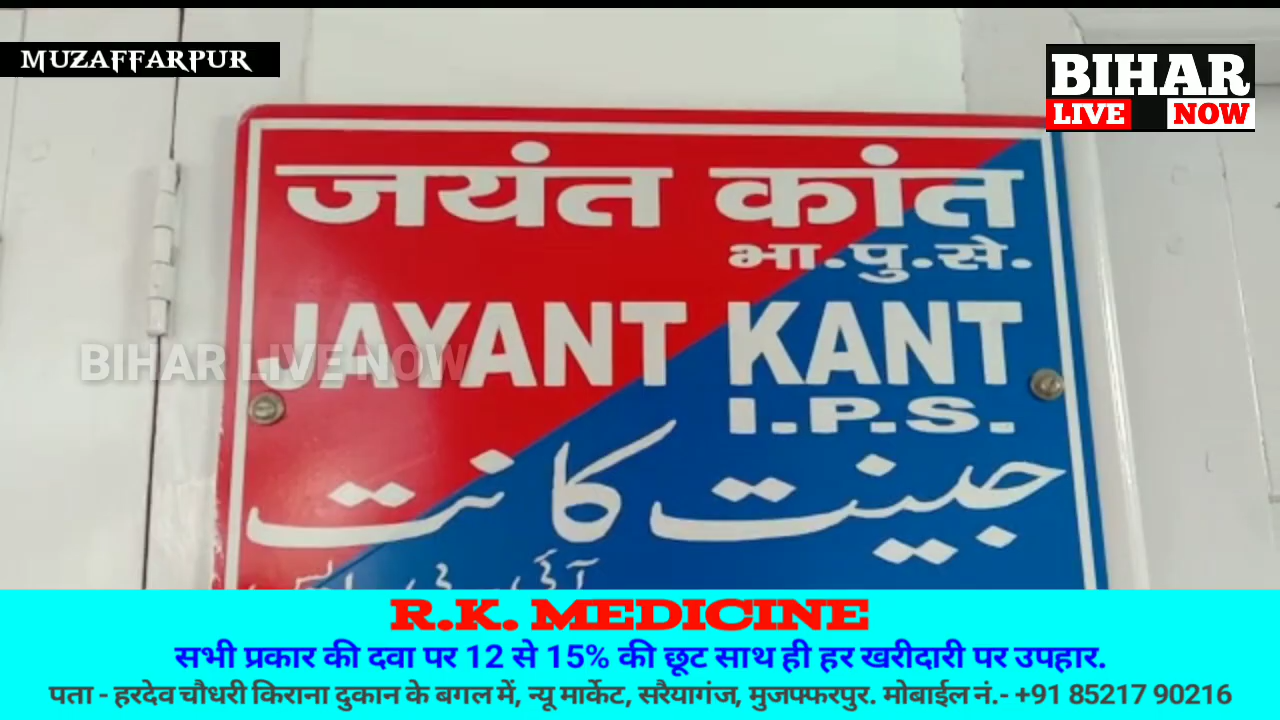 MUZAFFARPUR
BIHAR
LIVE NOW
जयंत कांत
भा.पु.से.
JAYANT KANT
BIHAR LIVE NOW
I.P.S.
جینت کانت
R.K. MEDICINE
सभी प्रकार की दवा पर 12 से 15% की छूट साथ ही हर खरीदारी पर उपहार.
पता - हरदेव चौधरी किराना दुकान के बगल में, न्यू मार्केट, सरैयागंज, मुजफ्फरपुर. मोबाईल नं.- +91 85217 90216